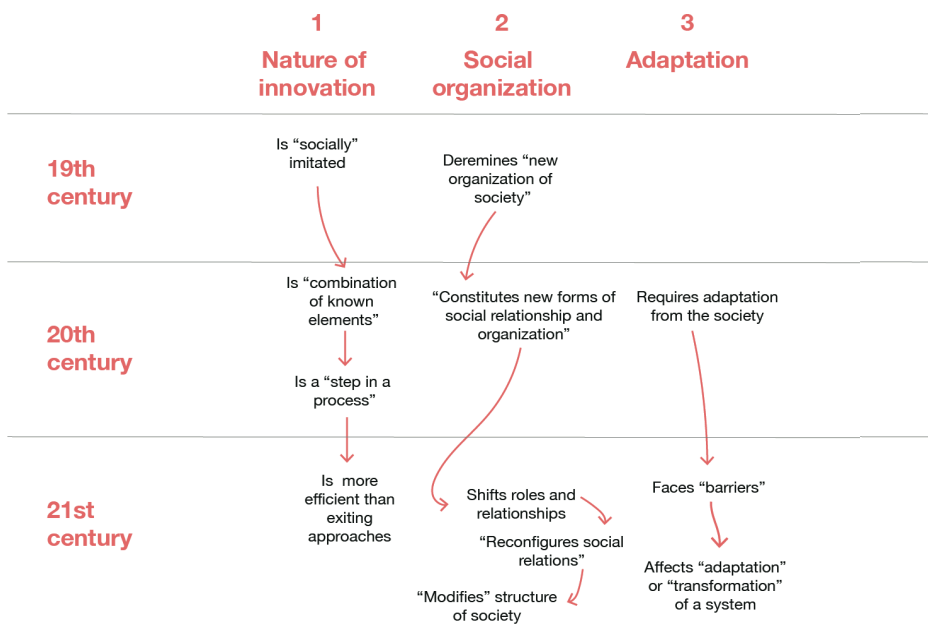 1
Nature of
innovation
2
Social
organization
3
Adaptation
19th
century
Is “socially”
imitated
Deremines “new
organization of
society”
20th
century
Is “combination
of known
elements”
Is a “step in a
process”
“Constitutes new forms of
social relationship and
organization”
Requires adaptation
from the society
21st
century
Is  more
efficient than
exiting
approaches
Shifts roles and
relationships
“Reconfigures social
relations”
“Modifies” structure
of society
Faces “barriers”
Affects “adaptation”
or “transformation”
of a system